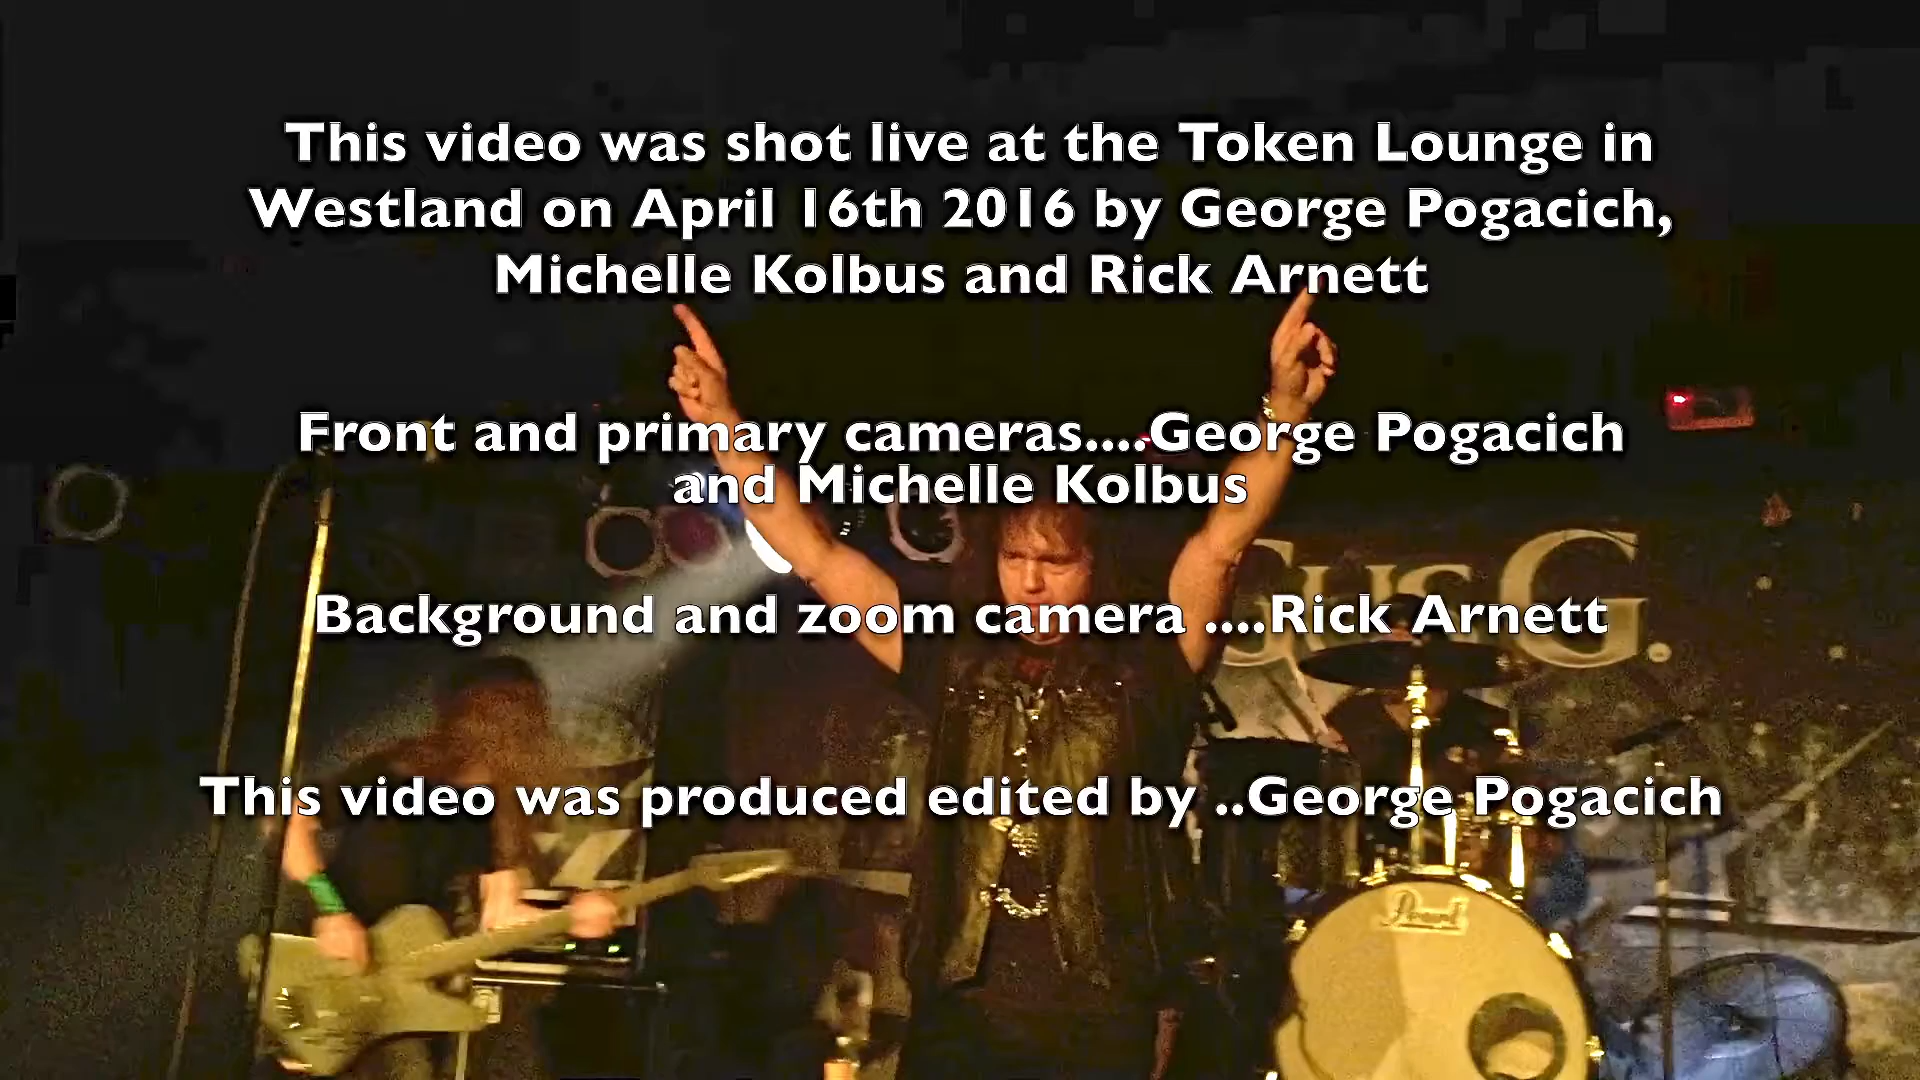 This video was shot live at the Token Lounge in
Westland on April 16th 2016 by George Pogacich,
Michelle Kolbus and Rick Arnett
Front and primary cameras....George Pogacich
and Michelle Kolbus
Background and zoom camera ....Rick Arnett
GUS G.
This video was produced edited by ..George Pogacich
Pearl